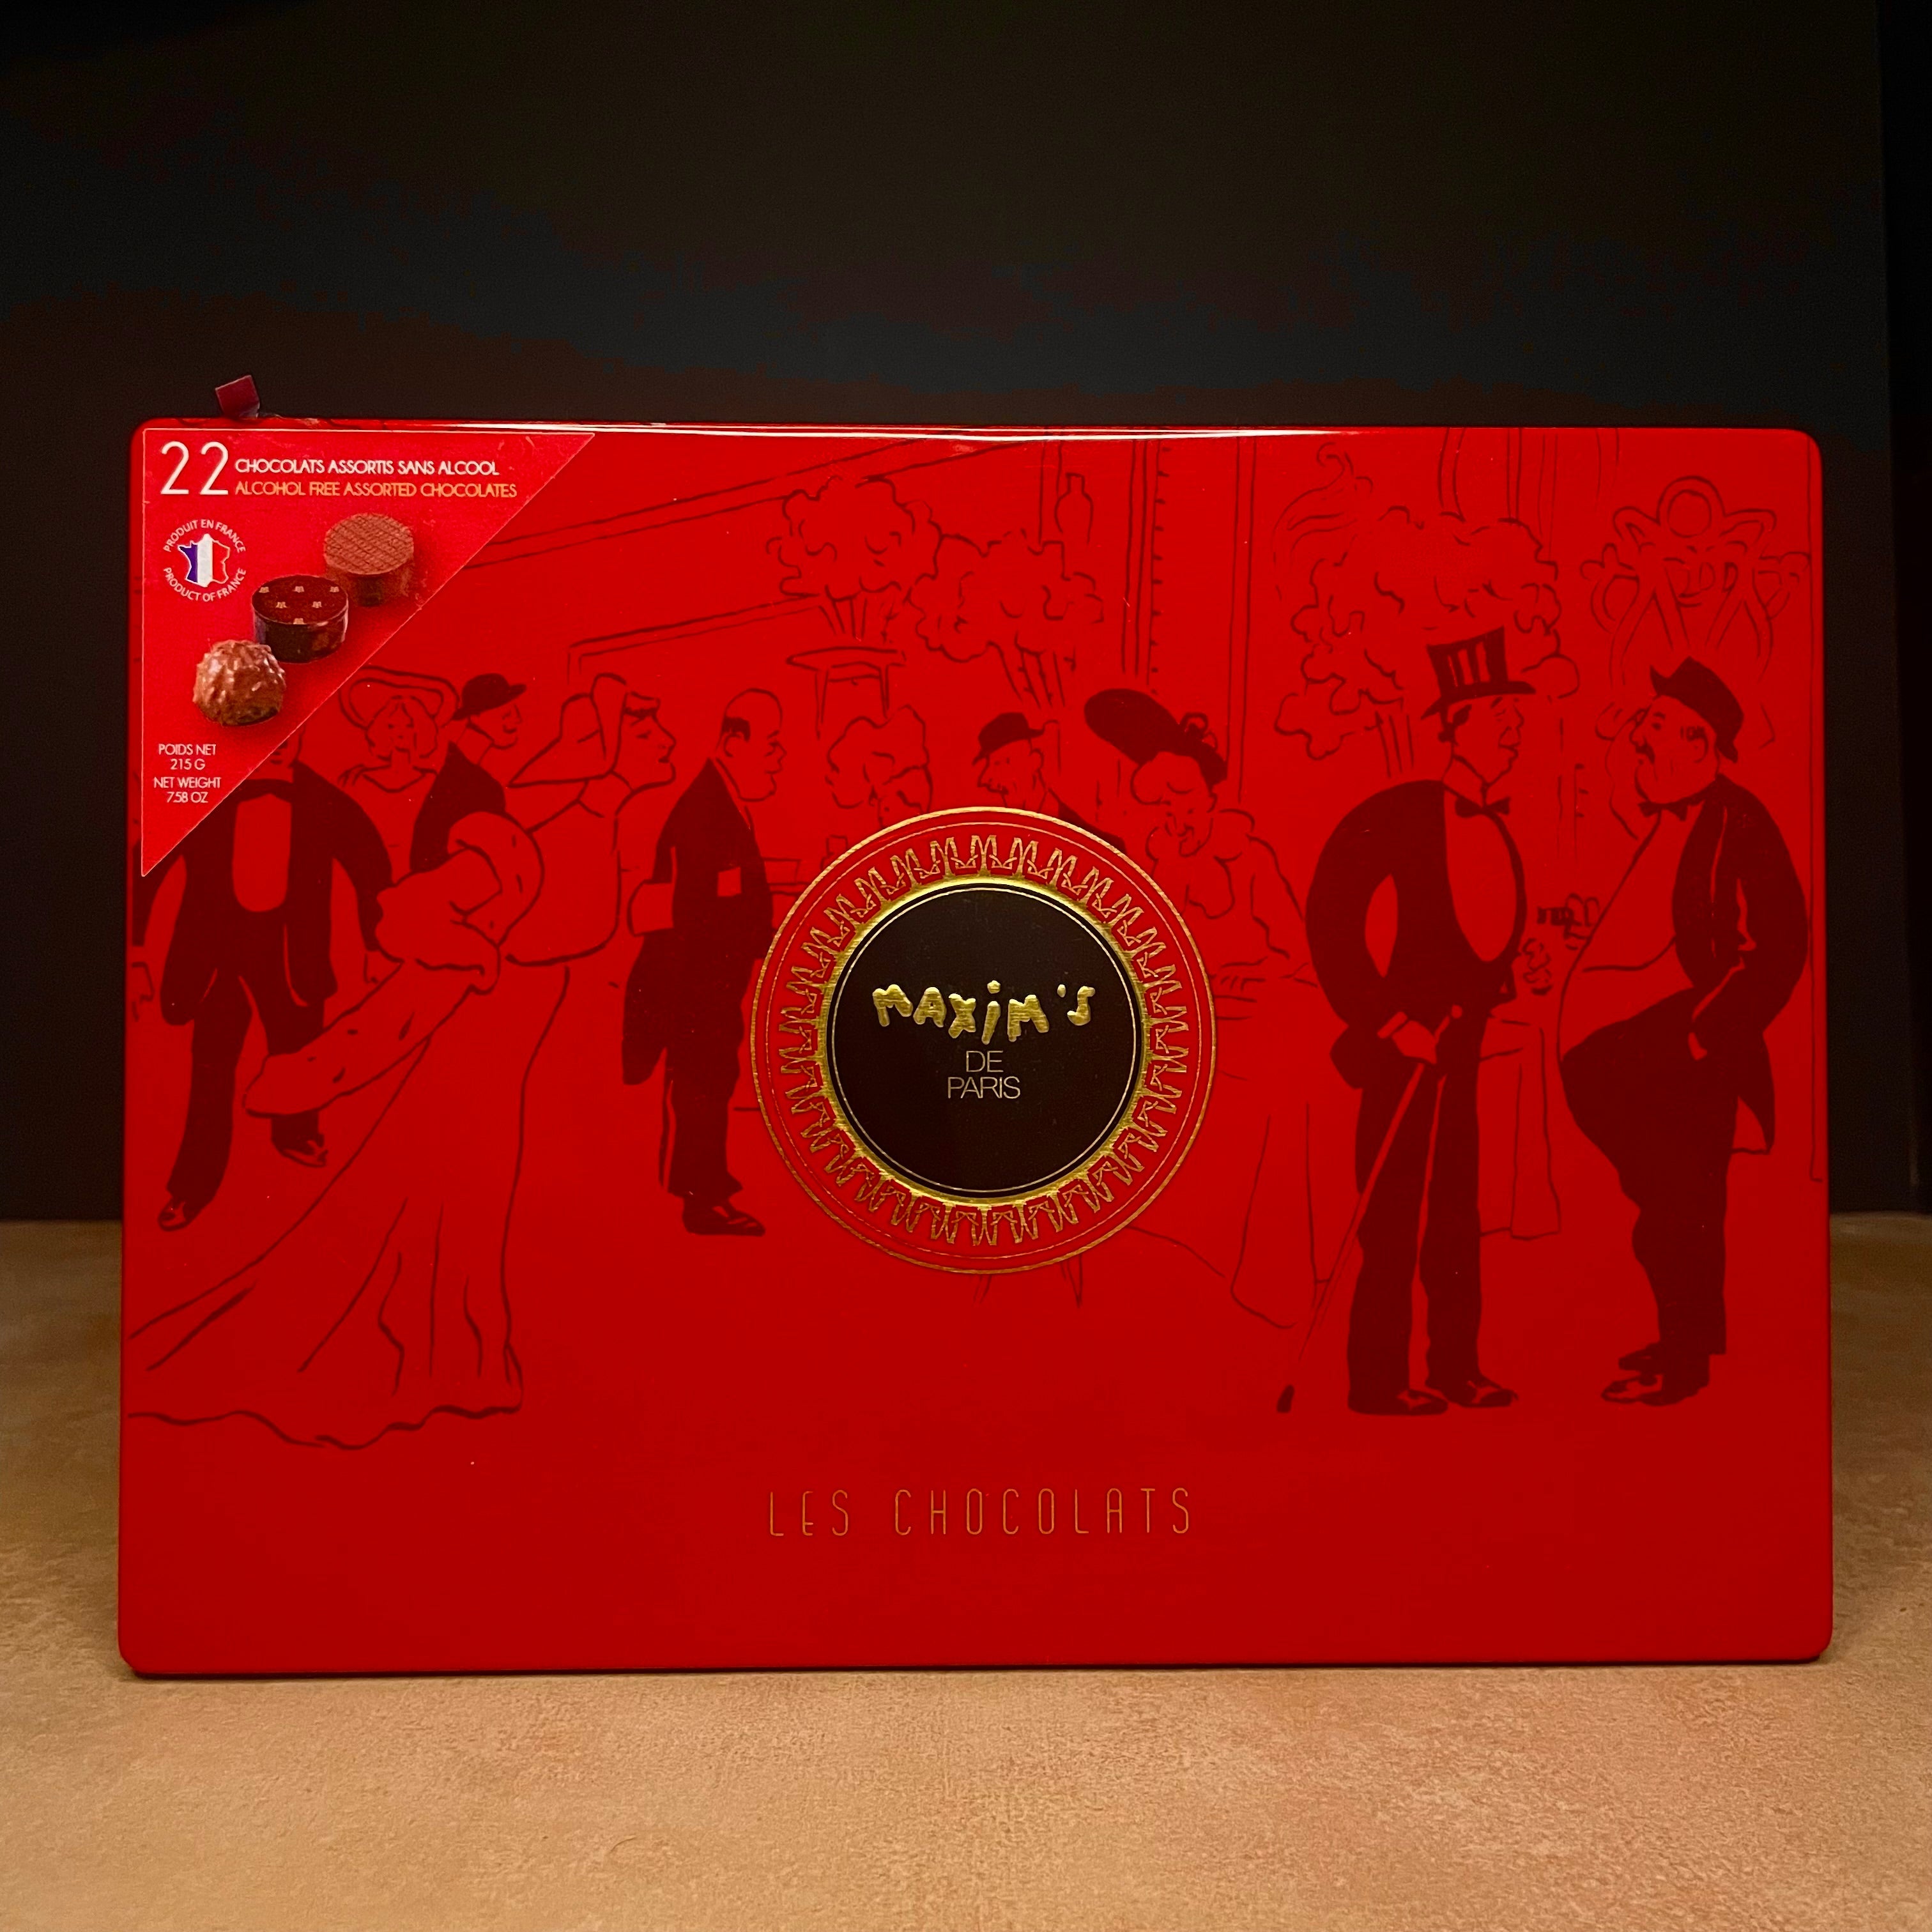 22 CHOCOLATS ASSORTIS SANS ALCOOL
ALCOHOL FREE ASSORTED CHOCOLATES
PRODUIT EN FRANCE
PRODUCT OF FRANCE
POIDS NET
215 G
NET WEIGHT
7.58 OZ
MAXiM'S
DE
PARIS
LES CHOCOLATS